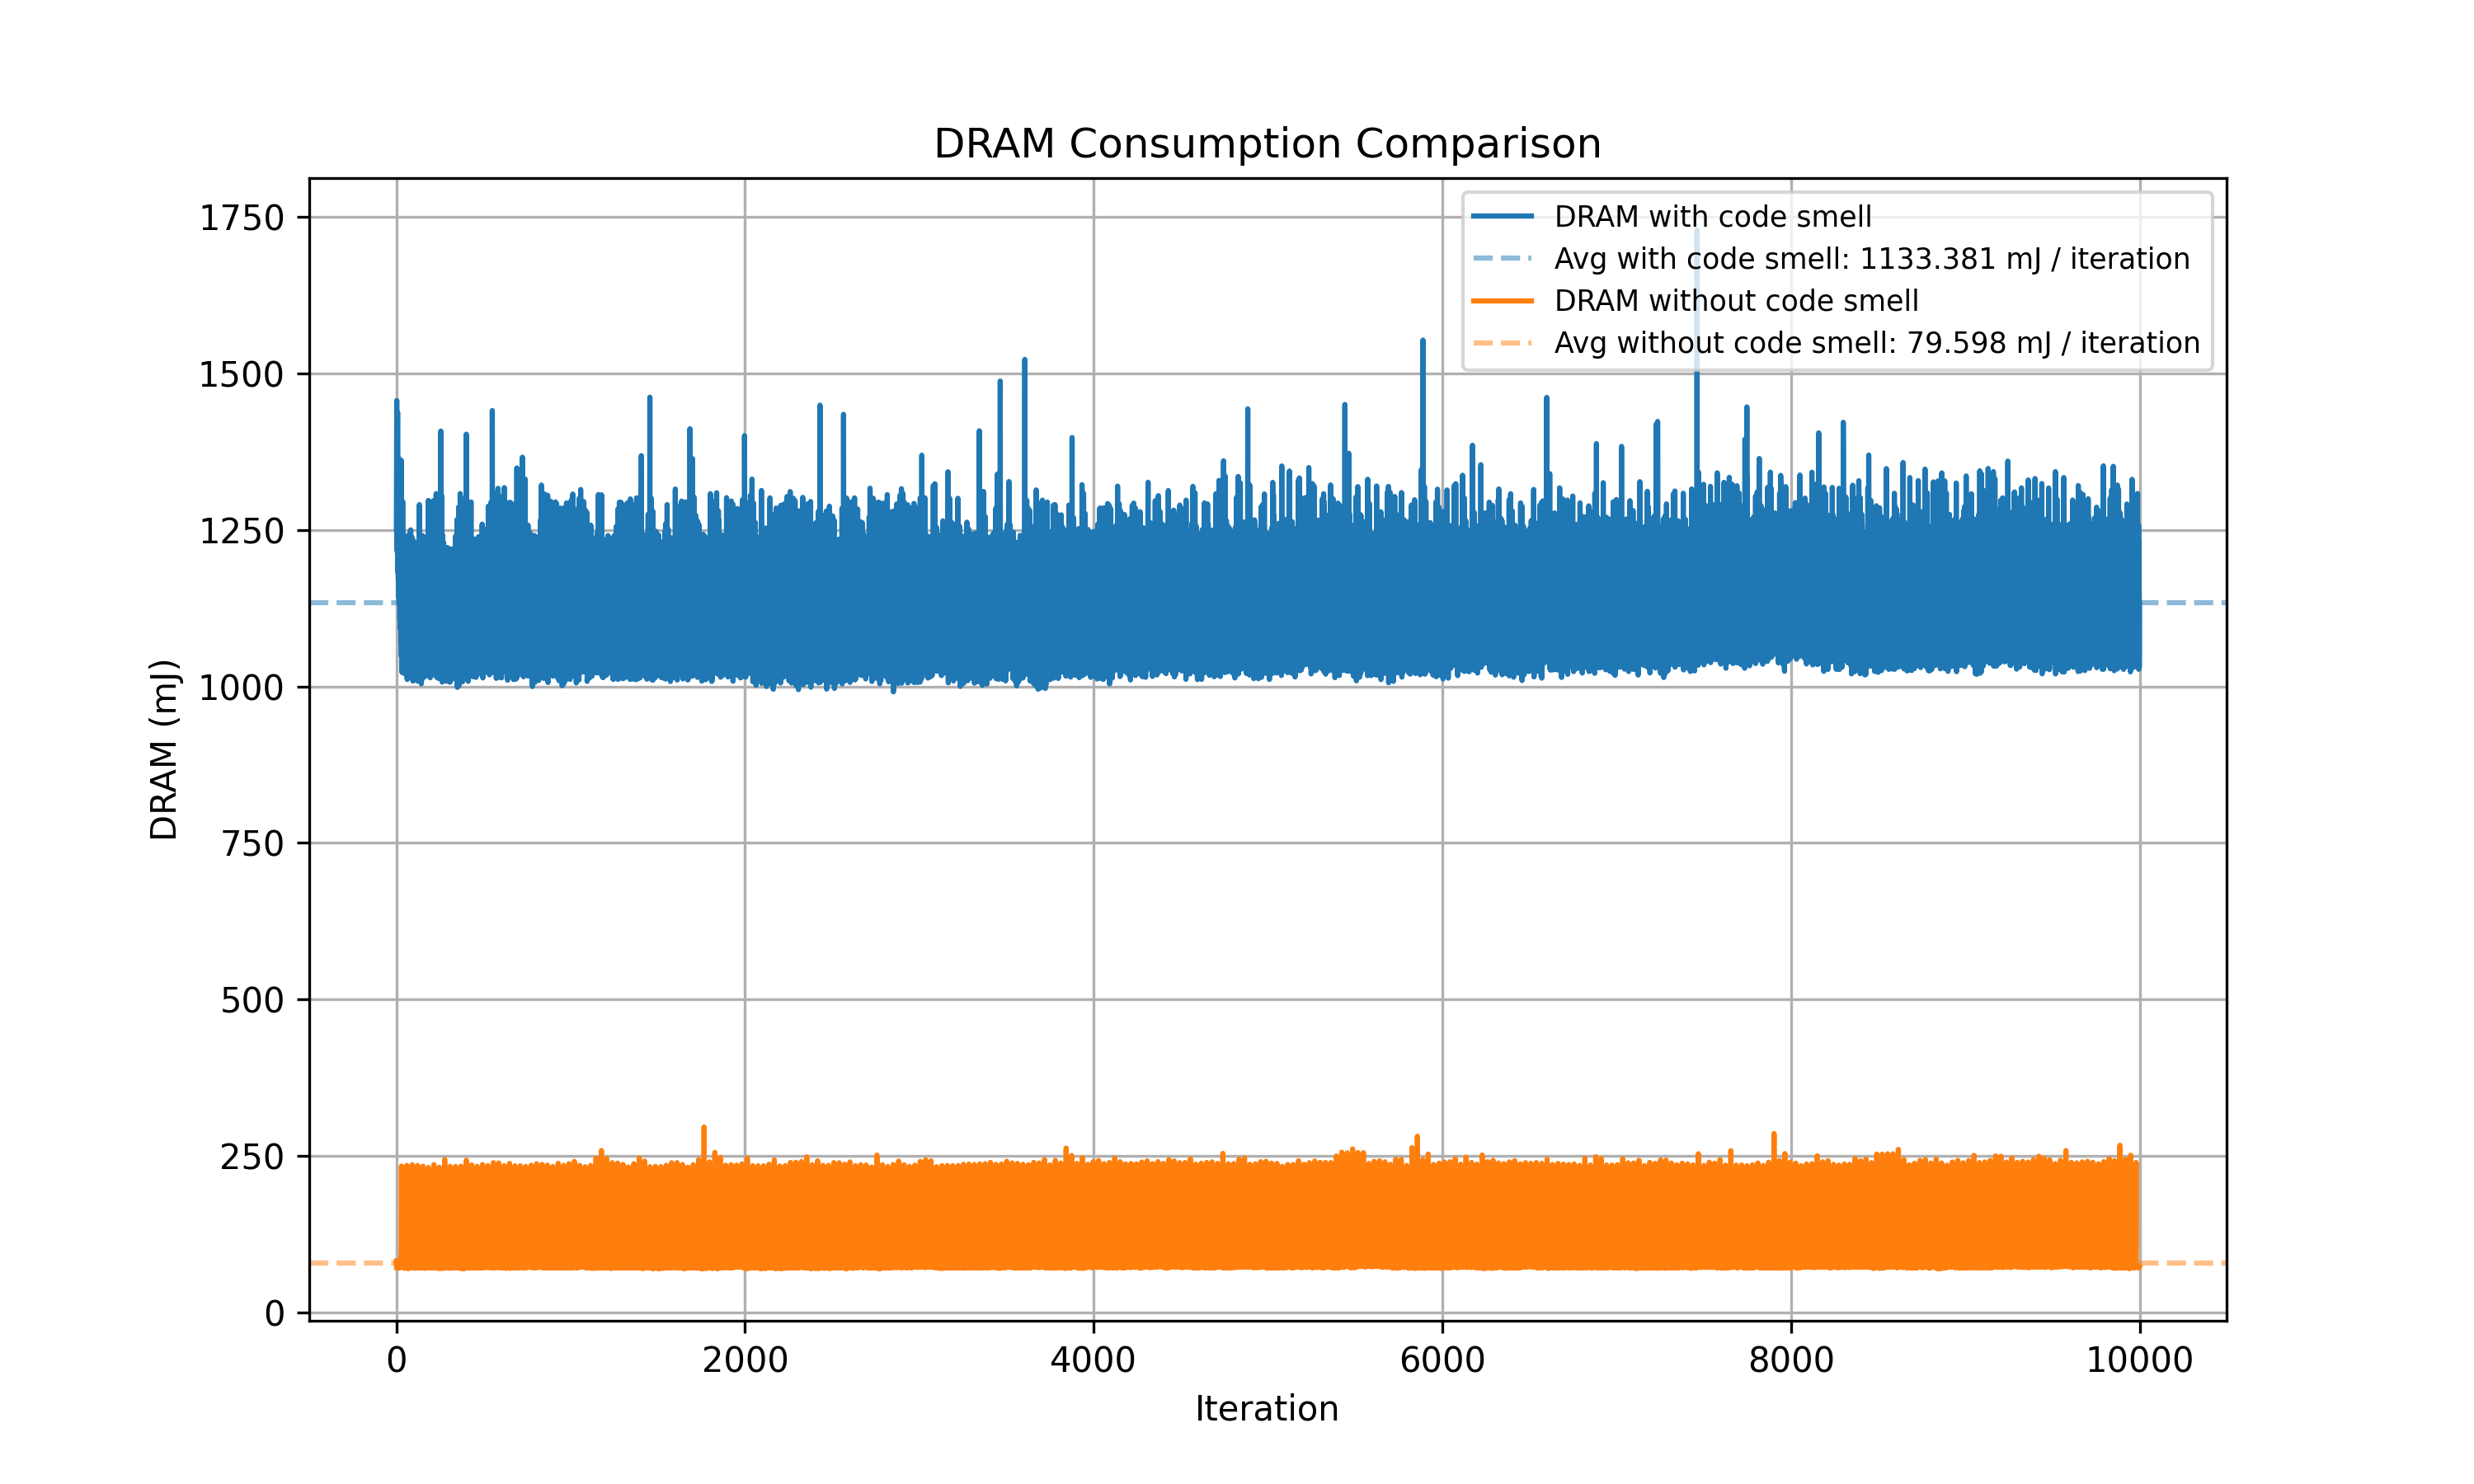 DRAM Consumption Comparison
DRAM with code smell
Avg with code smell: 1133.381 mJ / iteration
DRAM without code smell
Avg without code smell: 79.598 mJ / iteration
DRAM (mJ)
1750
1500
1250
1000
750
500
250
0
0 2000 4000 6000 8000 10000
Iteration